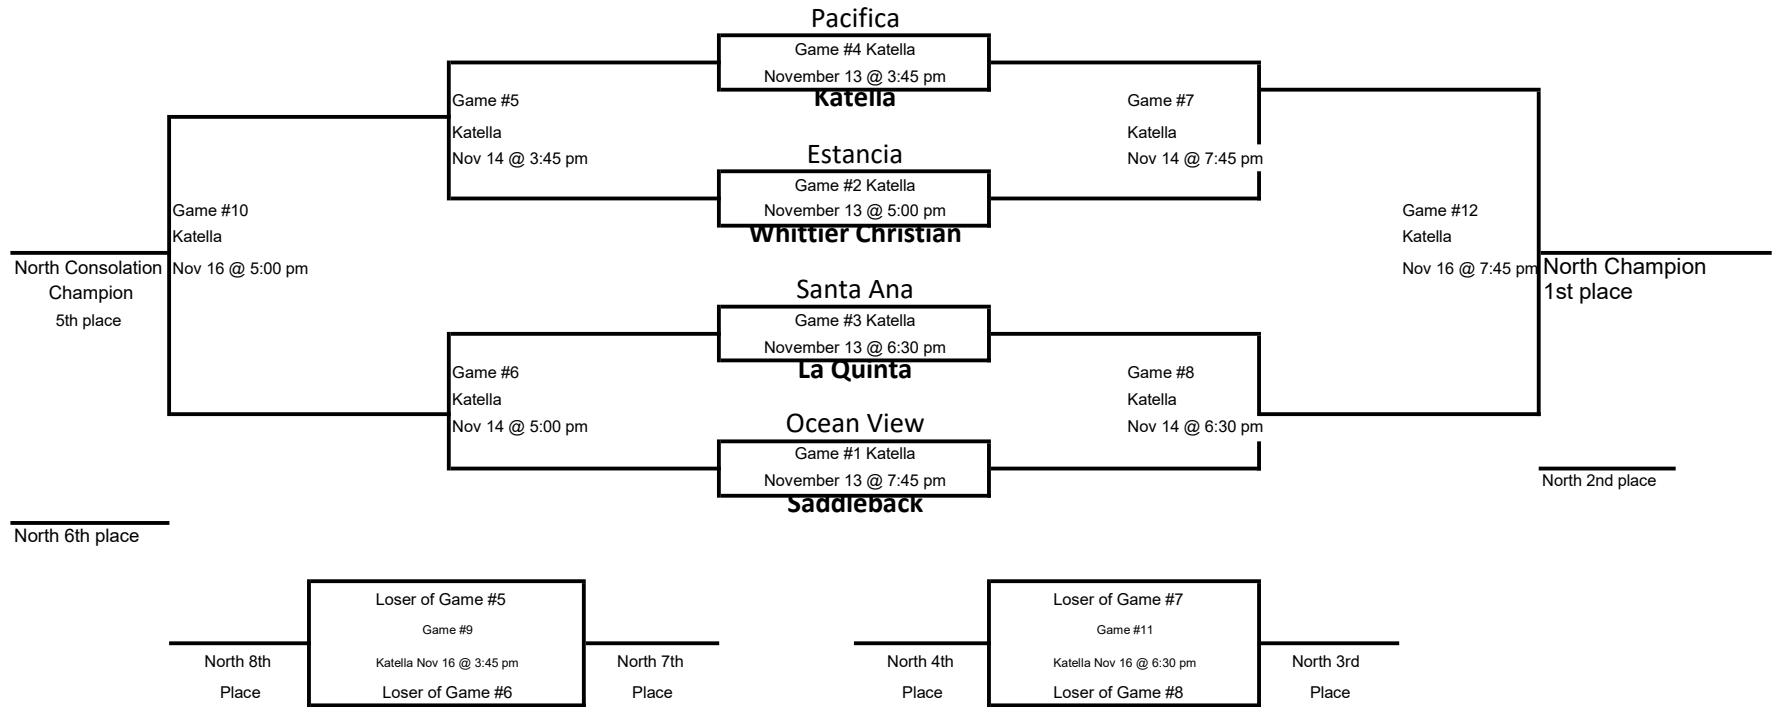 Pacifica
Game #4 Katella
November 13 @ 3:45 pm
Katella
Game #5
Katella
Nov 14 @ 3:45 pm
Game #7
Katella
Nov 14 @ 7:45 pm
Estancia
Game #2 Katella
November 13 @ 5:00 pm
Whittier Christian
Game #10
Katella
Nov 16 @ 5:00 pm
Game #12
Katella
Nov 16 @ 7:45 pm
North Consolation
Champion
5th place
North Champion
1st place
Santa Ana
Game #3 Katella
November 13 @ 6:30 pm
La Quinta
Game #6
Katella
Nov 14 @ 5:00 pm
Game #8
Katella
Nov 14 @ 6:30 pm
Ocean View
Game #1 Katella
November 13 @ 7:45 pm
Saddleback
North 2nd place
North 6th place
Loser of Game #5
Game #9
Katella Nov 16 @ 3:45 pm
Loser of Game #6
North 8th
Place
North 7th
Place
Loser of Game #7
Game #11
Katella Nov 16 @ 6:30 pm
Loser of Game #8
North 4th
Place
North 3rd
Place